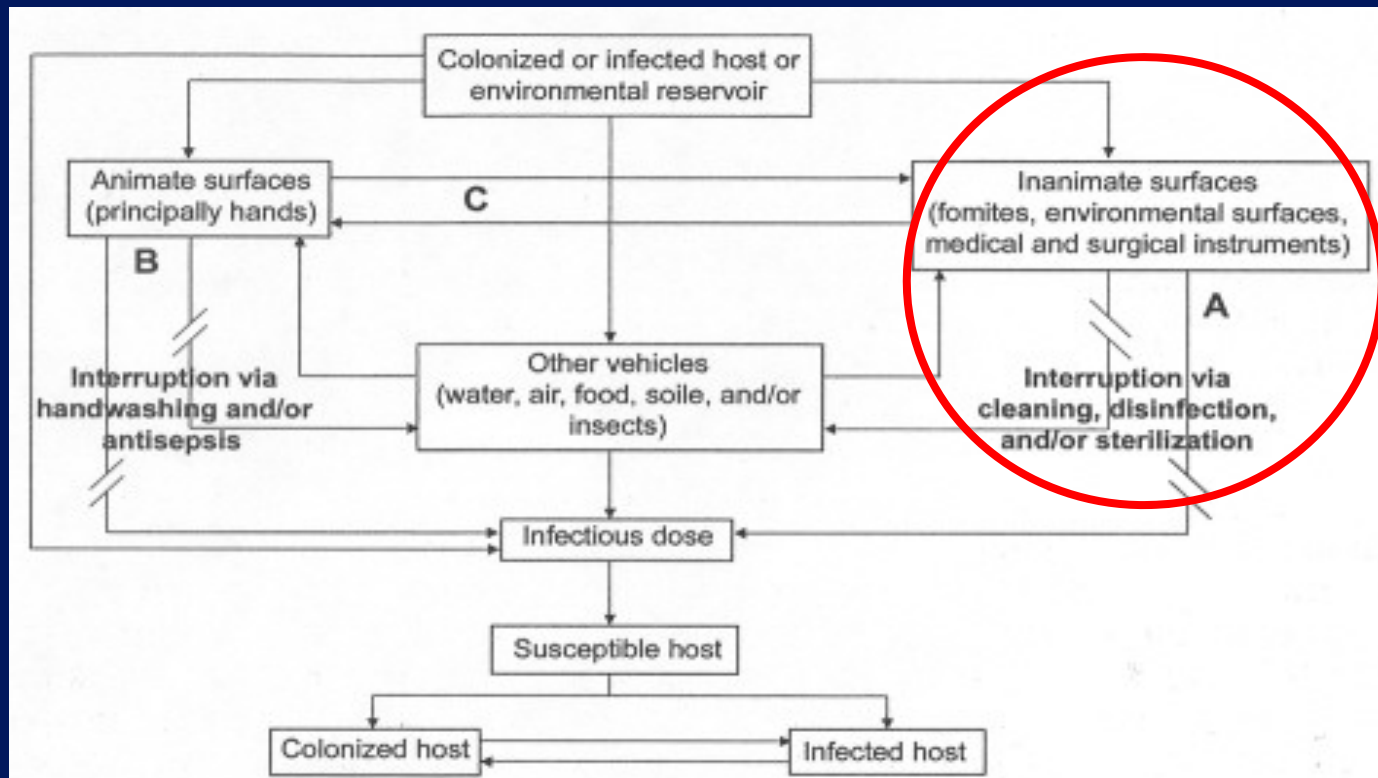 Colonized or infected host or
environmental reservoir
Animate surfaces
(principally hands)
C
Inanimate surfaces
(fomites, environmental surfaces,
medical and surgical instruments)
B
A
Other vehicles
(water, air, food, soile, and/or
insects)
Interruption via
handwashing and/or
antisepsis
Interruption via
cleaning, disinfection,
and/or sterilization
Infectious dose
Susceptible host
Colonized host
Infected host